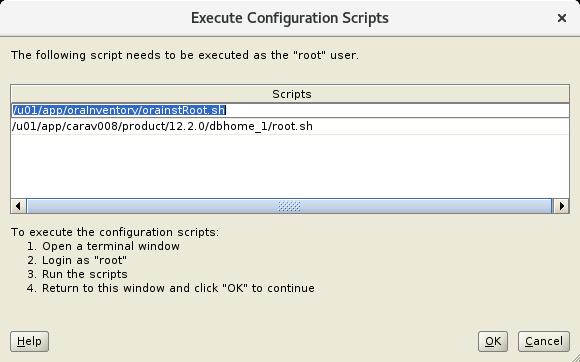 Execute Configuration Scripts
The following script needs to be executed as the "root" user.
Scripts
/u01/app/oraInventory/orainstRoot.sh
/u01/app/carav008/product/12.2.0/dbhome_1/root.sh
To execute the configuration scripts:
1. Open a terminal window
2. Login as "root"
3. Run the scripts
4. Return to this window and click "OK" to continue
Help
OK
Cancel